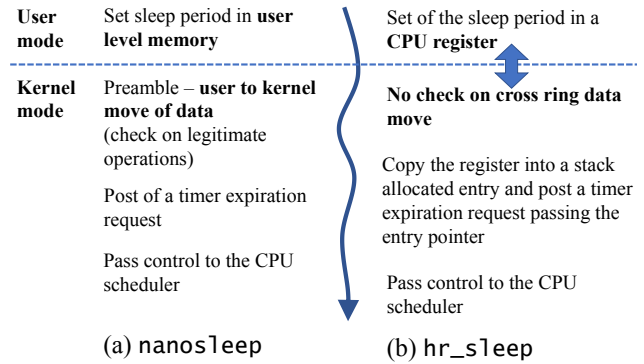 User mode
Set sleep period in user
level memory
Set of the sleep period in a
CPU register
Kernel mode
Preamble – user to kernel
move of data
(check on legitimate
operations)
Post of a timer expiration
request
Pass control to the CPU
scheduler
No check on cross ring data
move
Copy the register into a stack
allocated entry and post a timer
expiration request passing the
entry pointer
Pass control to the CPU
scheduler
(a) nanosleep
(b) hr_sleep